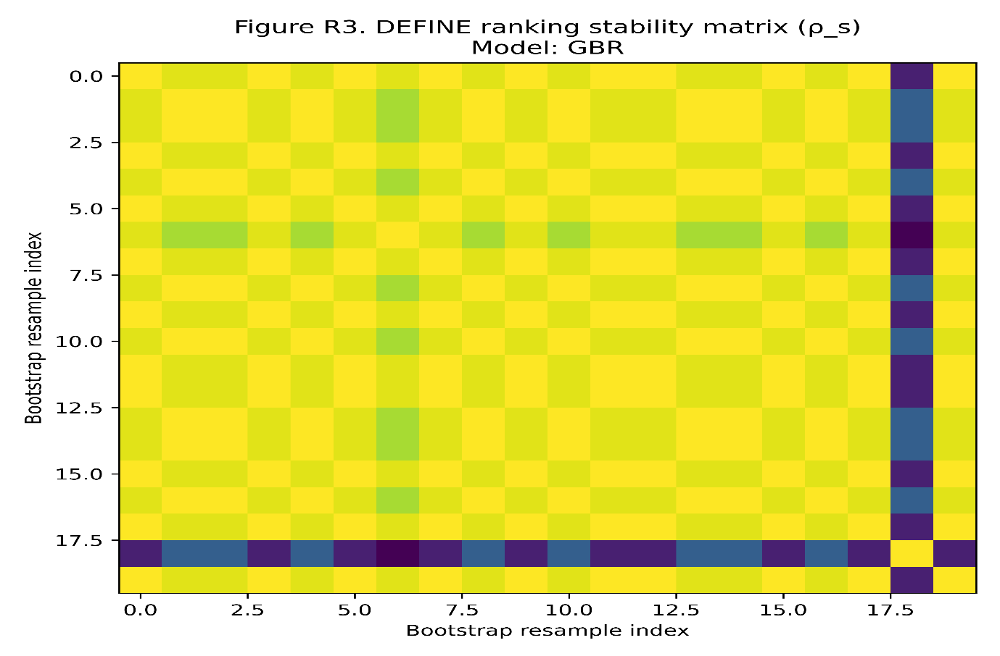 Figure R3. DEFINE ranking stability matrix (ρ_s)
Model: GBR
0.0
2.5
5.0
7.5
10.0
12.5
15.0
17.5
Bootstrap resample index
0.0 2.5 5.0 7.5 10.0 12.5 15.0 17.5
Bootstrap resample index